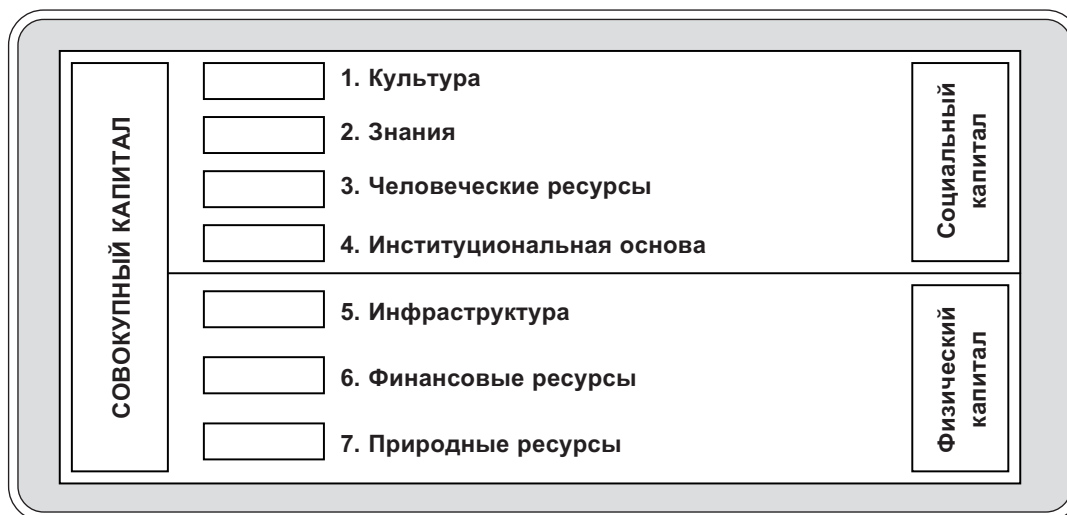 СОВОКУПНЫЙ КАПИТАЛ
1. Культура
2. Знания
3. Человеческие ресурсы
4. Институциональная основа
Социальный
капитал
5. Инфраструктура
6. Финансовые ресурсы
7. Природные ресурсы
Физический
капитал